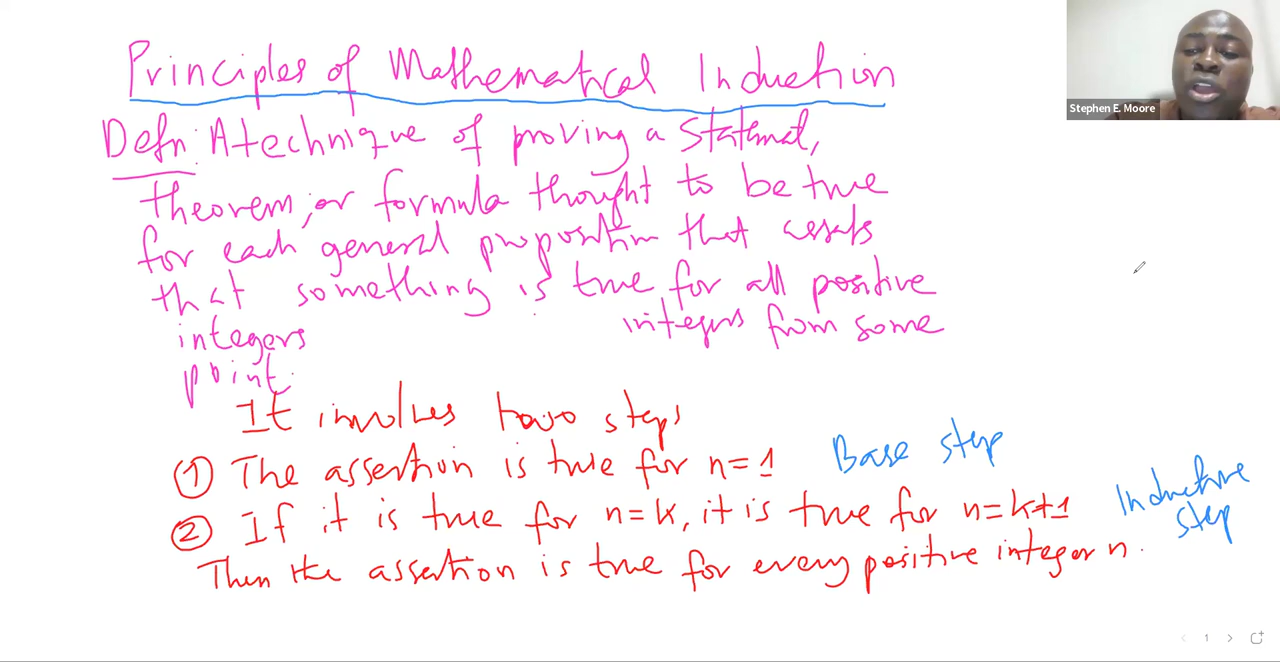 Principles of Mathematical Induction
Stephen E. Moore
Defn: A technique of proving a statement,
theorem, or formula thought to be true
for each general proposition that asserts
that something is true for all positive
integers
integers from some
point.
It involves two steps
① The assertion is true for n=1 Base step
② If it is true for n=k, it is true for n=k+1 Inductive step
Then the assertion is true for every positive integer n.
1